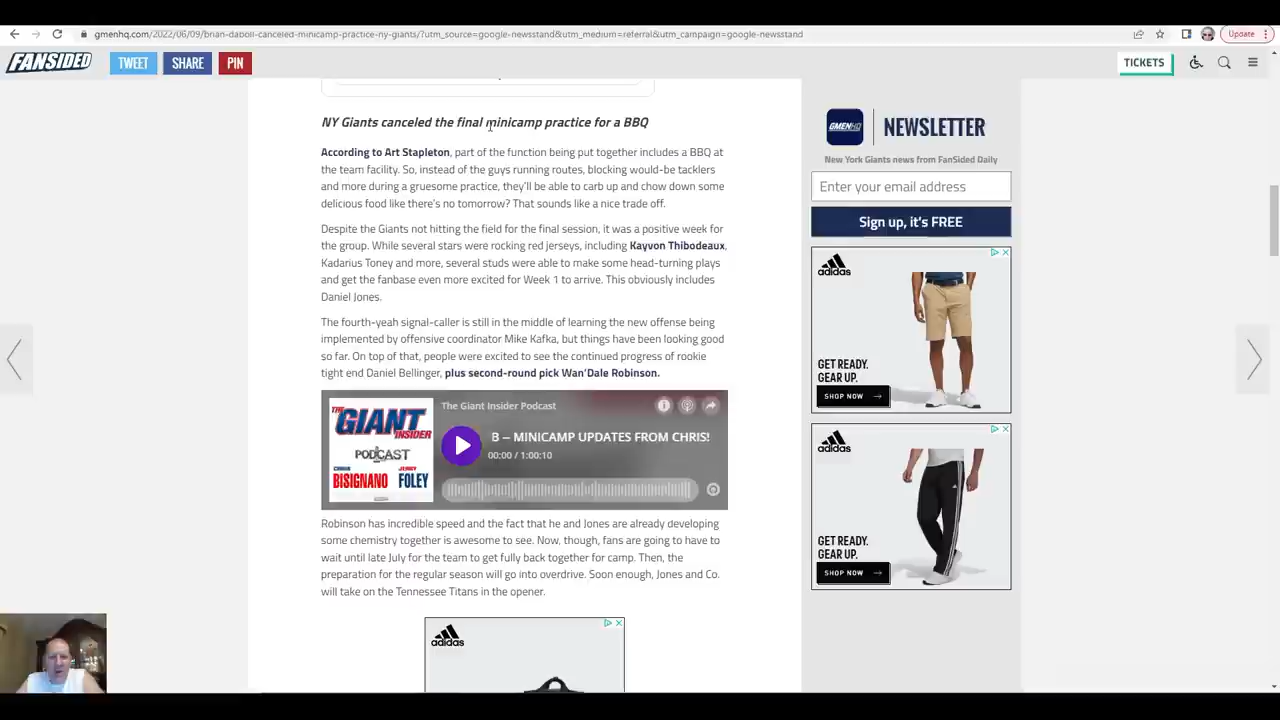 gmenhq.com/2022/06/09/brian-daboll-canceled-minicamp-practice-ny-giants/?utm_source=google-newsstand&utm_medium=referral&utm_campaign=google-newsstand
Update
FANSIDED
TWEET
SHARE
PIN
TICKETS
NY Giants canceled the final minicamp practice for a BBQ
According to Art Stapleton, part of the function being put together includes a BBQ at
the team facility. So, instead of the guys running routes, blocking would-be tacklers
and more during a gruesome practice, they'll be able to carb up and chow down some
delicious food like there's no tomorrow? That sounds like a nice trade off.
Despite the Giants not hitting the field for the final session, it was a positive week for
the group. While several stars were rocking red jerseys, including Kayvon Thibodeaux,
Kadarius Toney and more, several studs were able to make some head-turning plays
and get the fanbase even more excited for Week 1 to arrive. This obviously includes
Daniel Jones.
The fourth-yeah signal-caller is still in the middle of learning the new offense being
implemented by offensive coordinator Mike Kafka, but things have been looking good
so far. On top of that, people were excited to see the continued progress of rookie
tight end Daniel Bellinger, plus second-round pick Wan'Dale Robinson.
THE
GIANT
INSIDER
PODCAST
CHRIS
BISIGNANO
JERRY
FOLEY
The Giant Insider Podcast
B – MINICAMP UPDATES FROM CHRIS!
00:00 / 1:00:10
Robinson has incredible speed and the fact that he and Jones are already developing
some chemistry together is awesome to see. Now, though, fans are going to have to
wait until late July for the team to get fully back together for camp. Then, the
preparation for the regular season will go into overdrive. Soon enough, Jones and Co.
will take on the Tennessee Titans in the opener.
adidas
GMENHQ
NEWSLETTER
New York Giants news from FanSided Daily
Enter your email address
Sign up, it's FREE
adidas
GET READY.
GEAR UP.
SHOP NOW
adidas
GET READY.
GEAR UP.
SHOP NOW